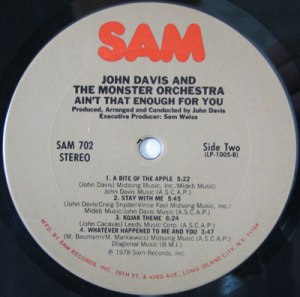 SAM
JOHN DAVIS AND
THE MONSTER ORCHESTRA
AIN'T THAT ENOUGH FOR YOU
Produced, Arranged and Conducted by John Davis
Executive Producer: Sam Weiss
SAM 702
STEREO
Side Two
(LP-1005-B)
1. A BITE OF THE APPLE 5:22
(John Davis) Midsong Music, Inc./Mideb Music/
John Davis Music (A.S.C.A.P.)
2. STAY WITH ME 5:45
(John Davis/Craig Snyder/Vince Fay) Midsong Music, Inc./
Mideb Music/John Davis Music (A.S.C.A.P.)
3. KOJAK THEME 6:24
(John Cacavas) Leeds Music Corp. (A.S.C.A.P.)
4. WHATEVER HAPPENED TO ME AND YOU 3:47
(M. Baumann/M. Markiewics) Midsong Music Inc./
Diagional Music (B.M.I.)
℗ 1978 Sam Records, Inc.
MFG. BY SAM RECORDS, INC. - 39TH ST. & 43RD AVE., LONG ISLAND CITY, N.Y. 11104